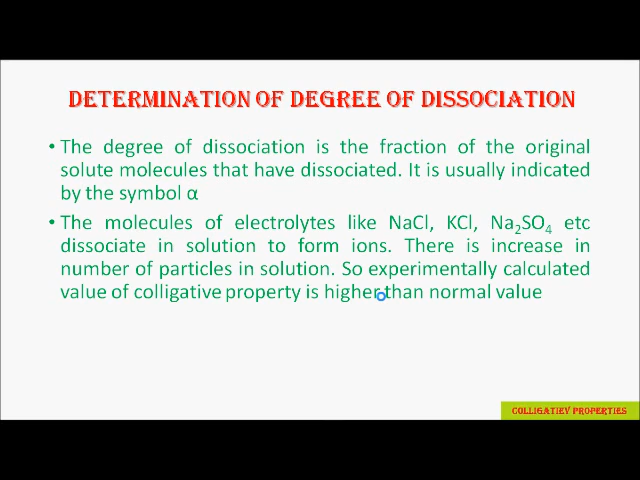 DETERMINATION OF DEGREE OF DISSOCIATION
• The degree of dissociation is the fraction of the original
solute molecules that have dissociated. It is usually indicated
by the symbol α
• The molecules of electrolytes like NaCl, KCl, Na₂SO₄ etc
dissociate in solution to form ions. There is increase in
number of particles in solution. So experimentally calculated
value of colligative property is higher than normal value
COLLIGATIEV PROPERTIES